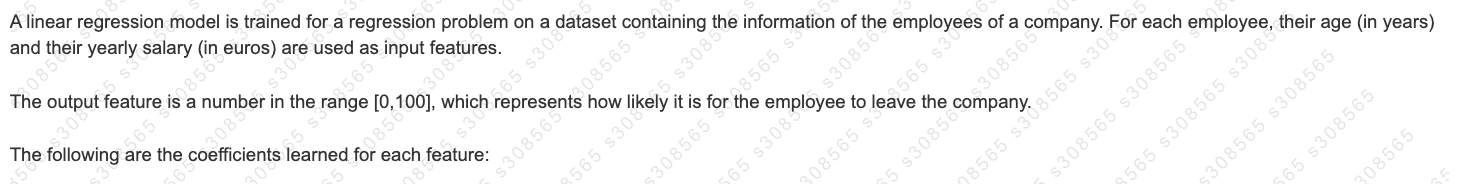 A linear regression model is trained for a regression problem on a dataset containing the information of the employees of a company. For each employee, their age (in years)
and their yearly salary (in euros) are used as input features.
The output feature is a number in the range [0,100], which represents how likely it is for the employee to leave the company.
The following are the coefficients learned for each feature:
s308565